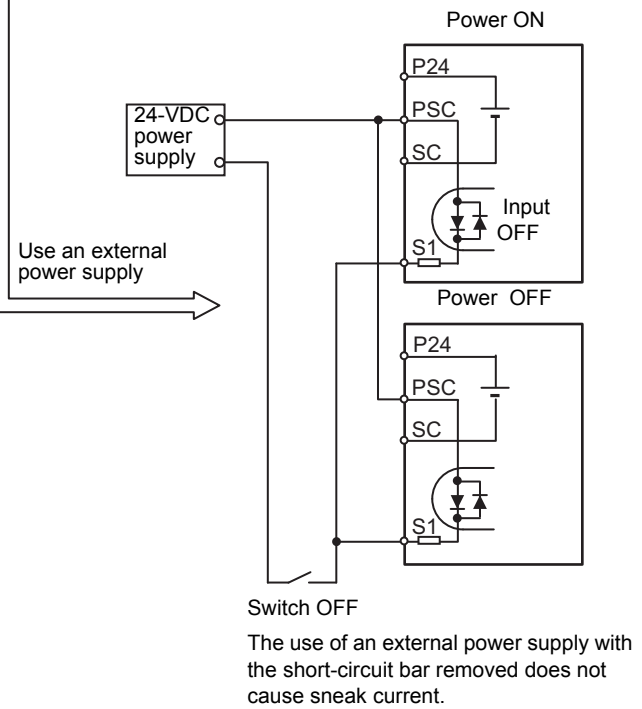 Power ON
P24
24-VDC
power
supply
PSC
SC
Input
OFF
S1
Use an external
power supply
Power OFF
P24
PSC
SC
S1
Switch OFF
The use of an external power supply with
the short-circuit bar removed does not
cause sneak current.